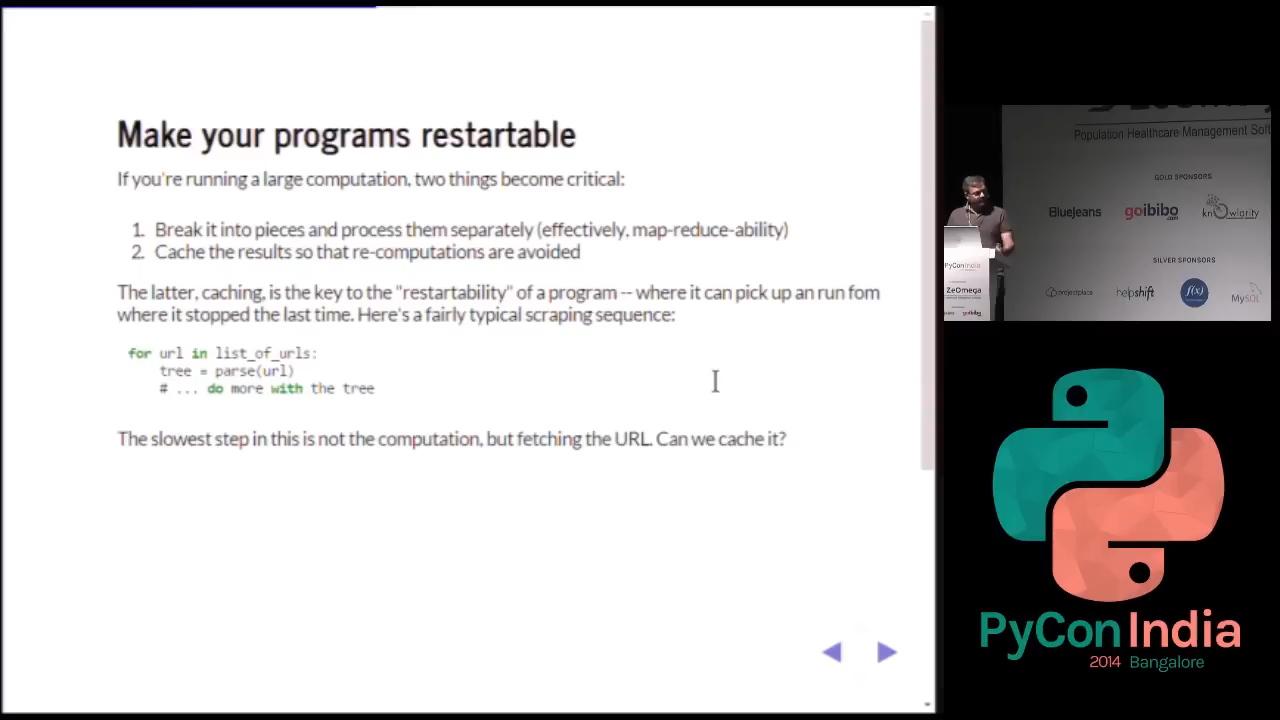 Make your programs restartable
If you're running a large computation, two things become critical:
1. Break it into pieces and process them separately (effectively, map-reduce-ability)
2. Cache the results so that re-computations are avoided
The latter, caching, is the key to the "restartability" of a program -- where it can pick up an run fom
where it stopped the last time. Here's a fairly typical scraping sequence:
for url in list_of_urls:
tree = parse(url)
# ... do more with the tree
The slowest step in this is not the computation, but fetching the URL. Can we cache it?
Population Healthcare Management Soft
GOLD SPONSORS
BlueJeans
goibibo.com
knowlarity
SILVER SPONSORS
projectplace
helpshift
f(x)
MySQL
PyConIndia
ZeOmega
goibibo
PyCon India
2014 Bangalore